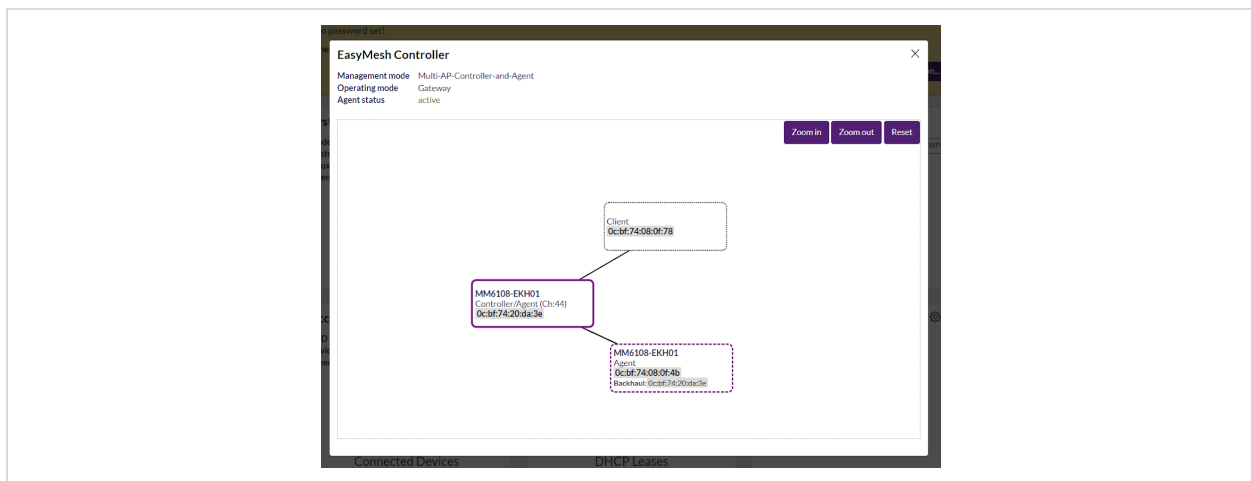 o password set!
EasyMesh Controller
Management mode Multi-AP-Controller-and-Agent
Operating mode Gateway
Agent status active
Zoom in Zoom out Reset
Client
0c:bf:74:08:0f:78
MM6108-EKH01
Controller/Agent (Ch:44)
0c:bf:74:20:da:3e
MM6108-EKH01
Agent
0c:bf:74:08:0f:4b
Backhaul: 0c:bf:74:20:da:3e
Connected Devices DHCP Leases